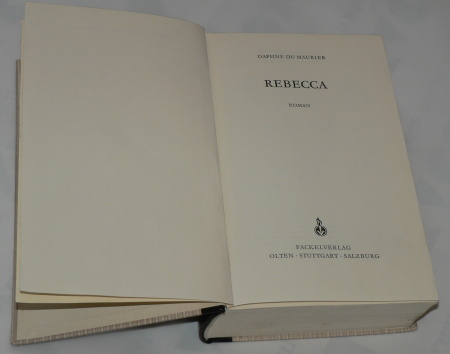 DAPHNE DU MAURIER
REBECCA
ROMAN
FACKELVERLAG
OLTEN · STUTTGART · SALZBURG